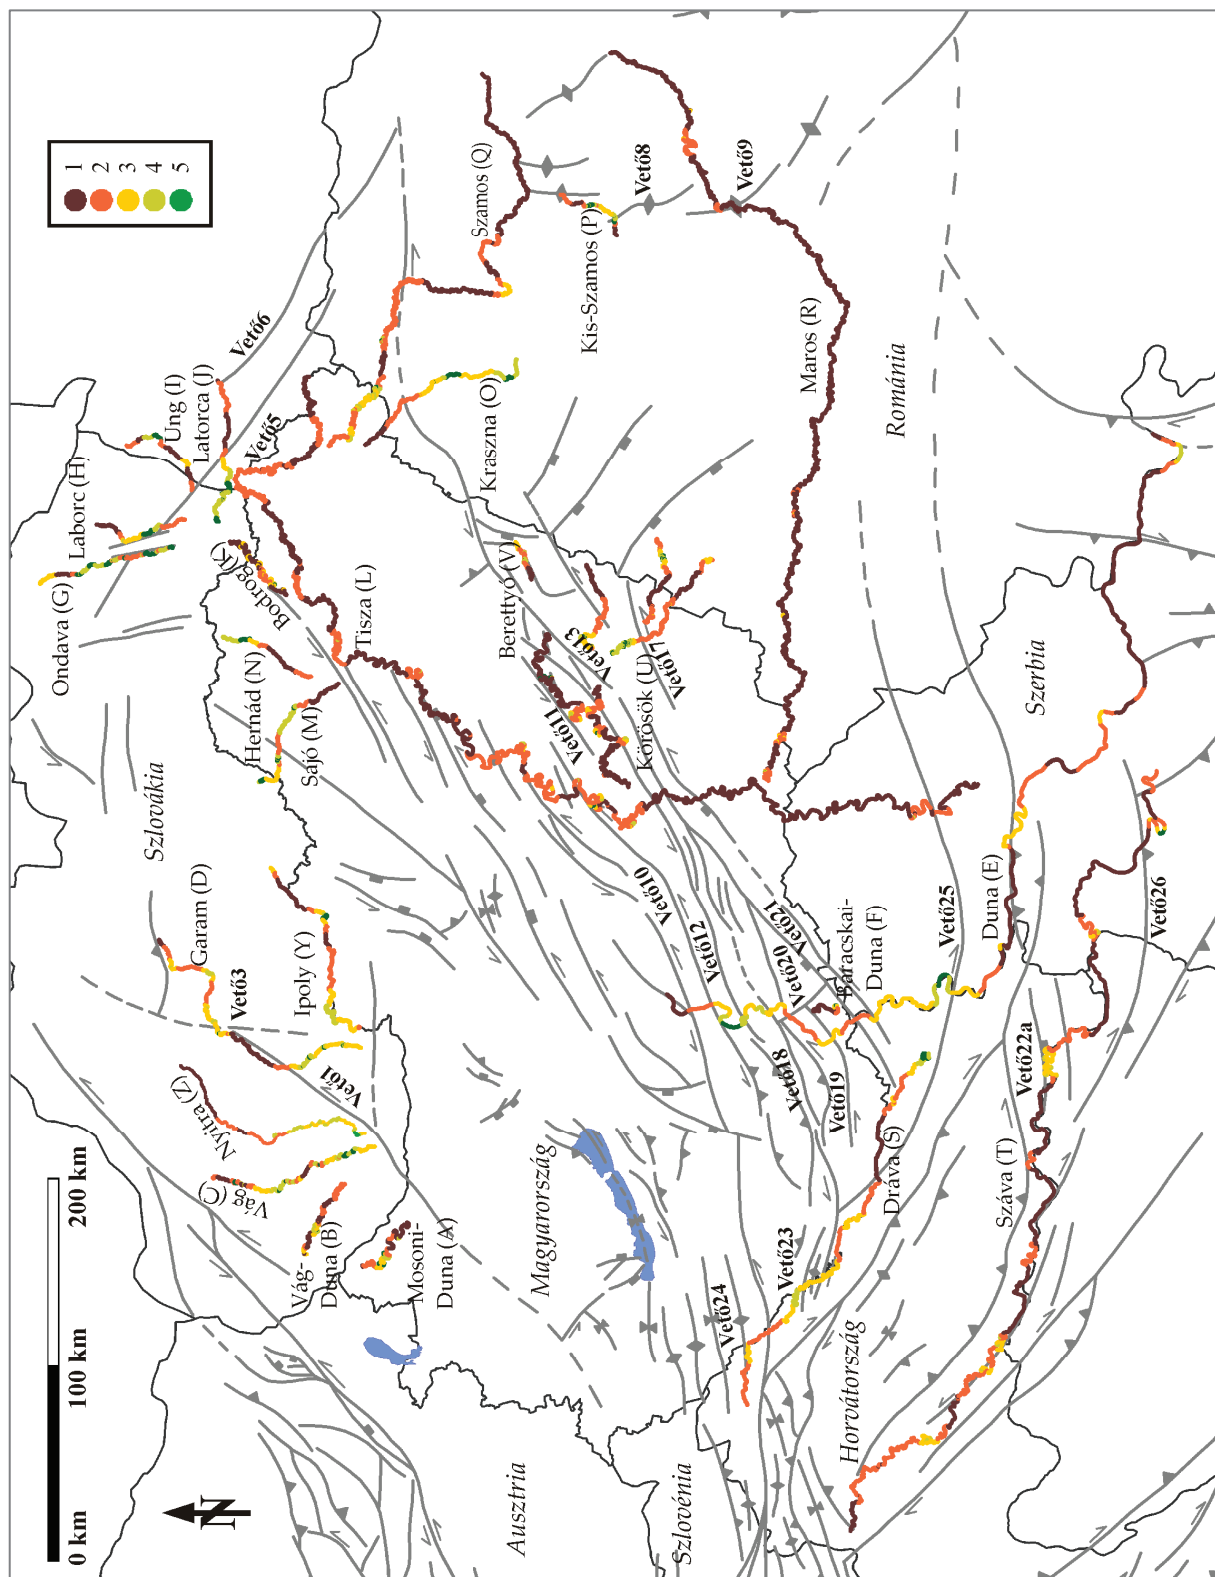 0 km
100 km
200 km
N
1
2
3
4
5
Ausztria
Szlovénia
Horvátország
Magyarország
Szlovákia
Románia
Szerbia
Mosoni-
Duna (A)
Vág-
Duna (B)
Vág (C)
Nyitra (Z)
Vető1
Garam (D)
Vető3
Ipoly (Y)
Ondava (G)
Laborc (H)
Ung (I)
Latorca (J)
Vető5
Vető6
Bodrog (K)
Hernád (N)
Sajó (M)
Tisza (L)
Kraszna (O)
Szamos (Q)
Kis-Szamos (P)
Vető8
Vető9
Maros (R)
Berettyó (V)
Vető13
Vető17
Vető11
Körösök (U)
Vető10
Vető12
Vető18
Vető19
Vető20
Vető21
Baracskai-
Duna (F)
Vető25
Duna (E)
Vető24
Vető23
Dráva (S)
Vető22a
Száva (T)
Vető26